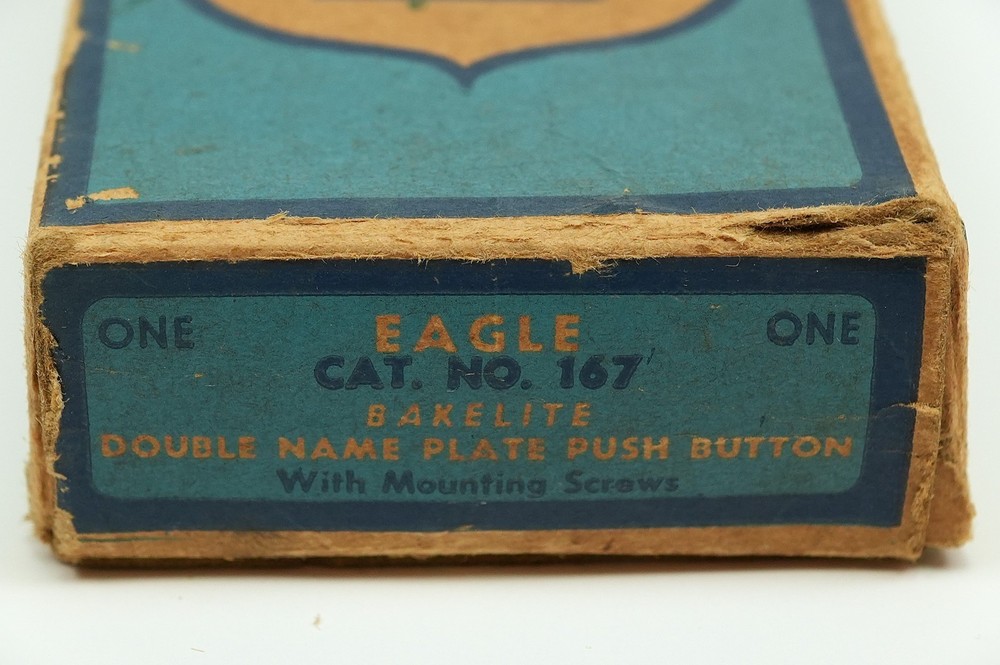 ONE EAGLE ONE
CAT. NO. 167
BAKELITE
DOUBLE NAME PLATE PUSH BUTTON
With Mounting Screws